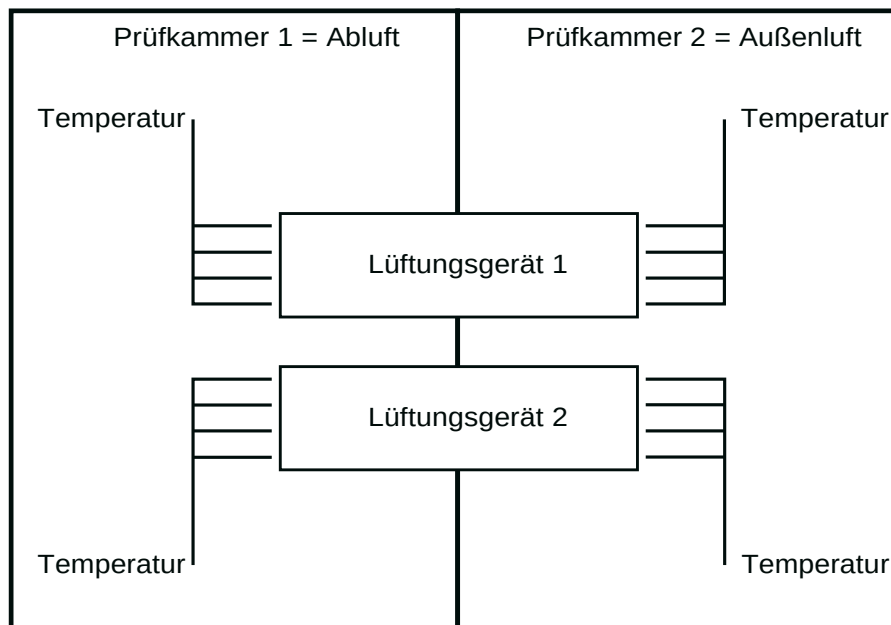 Prüfkammer 1 = Abluft
Prüfkammer 2 = Außenluft
Temperatur
Temperatur
Lüftungsgerät 1
Lüftungsgerät 2
Temperatur
Temperatur